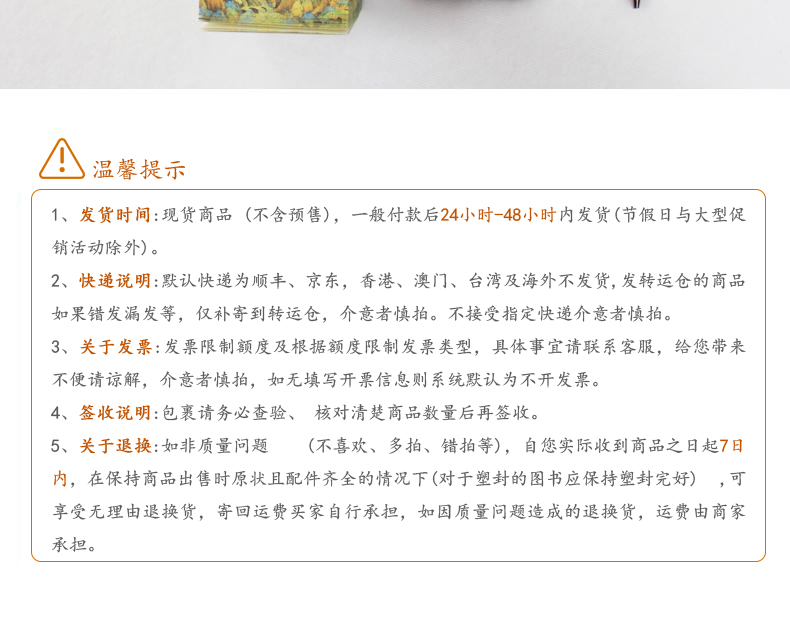 温馨提示
1、发货时间:现货商品 (不含预售), 一般付款后24小时-48小时内发货(节假日与大型促
销活动除外)。
2、快递说明:默认快递为顺丰、京东, 香港、澳门、台湾及海外不发货,发转运仓的商品
如果错发漏发等, 仅补寄到转运仓, 介意者慎拍。不接受指定快递介意者慎拍。
3、关于发票:发票限制额度及根据额度限制发票类型, 具体事宜请联系客服, 给您带来
不便请谅解, 介意者慎拍, 如无填写开票信息则系统默认为不开发票。
4、签收说明:包裹请务必查验、 核对清楚商品数量后再签收。
5、关于退换:如非质量问题 (不喜欢、多拍、错拍等), 自您实际收到商品之日起7日
内, 在保持商品出售时原状且配件齐全的情况下(对于塑封的图书应保持塑封完好) ,可
享受无理由退换货, 寄回运费买家自行承担, 如因质量问题造成的退换货, 运费由商家
承担。